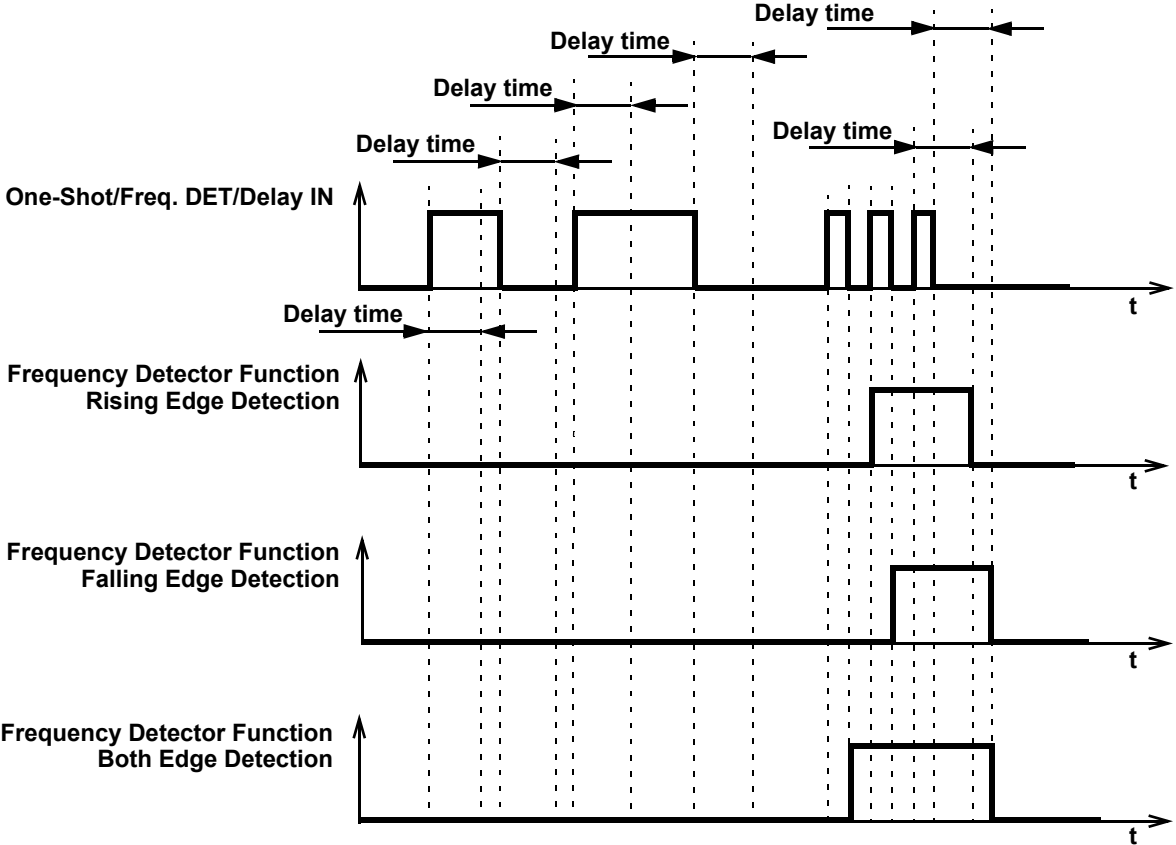 Delay time
Delay time
Delay time
Delay time
Delay time
One-Shot/Freq. DET/Delay IN
t
Delay time
Frequency Detector Function
Rising Edge Detection
t
Frequency Detector Function
Falling Edge Detection
t
Frequency Detector Function
Both Edge Detection
t